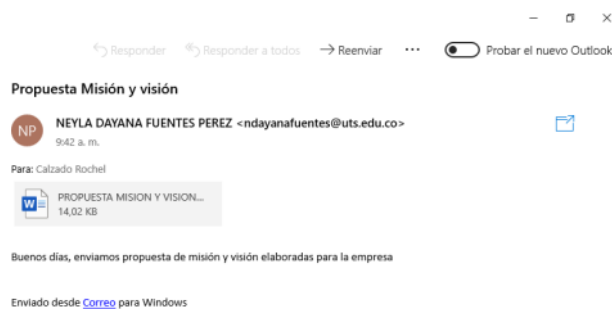 Responder Responder a todos Reenviar ... Probar el nuevo Outlook
Propuesta Misión y visión
NP
NEYLA DAYANA FUENTES PEREZ <ndayanafuentes@uts.edu.co>
9:42 a. m.
Para: Calzado Rochel
W
PROPUESTA MISION Y VISION...
14,02 KB
Buenos días, enviamos propuesta de misión y visión elaboradas para la empresa
Enviado desde Correo para Windows